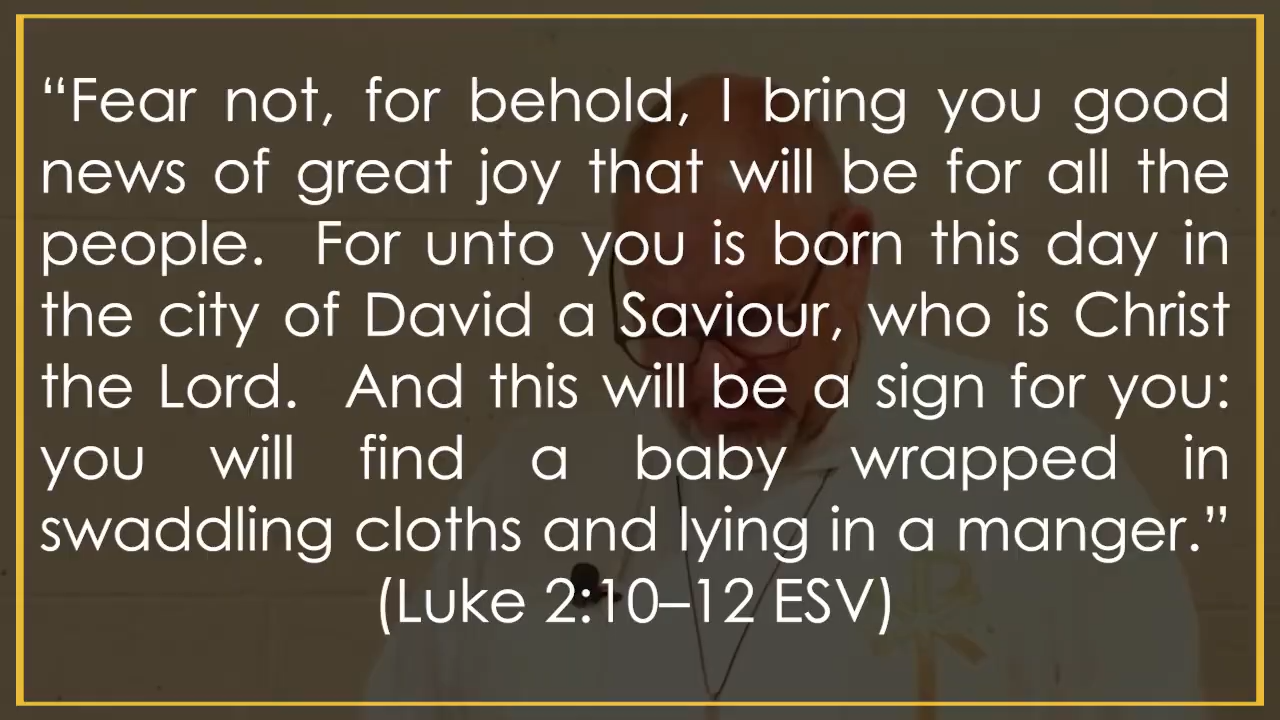 “Fear not, for behold, I bring you good
news of great joy that will be for all the
people.  For unto you is born this day in
the city of David a Saviour, who is Christ
the Lord.  And this will be a sign for you:
you will find a baby wrapped in
swaddling cloths and lying in a manger.”
(Luke 2:10–12 ESV)